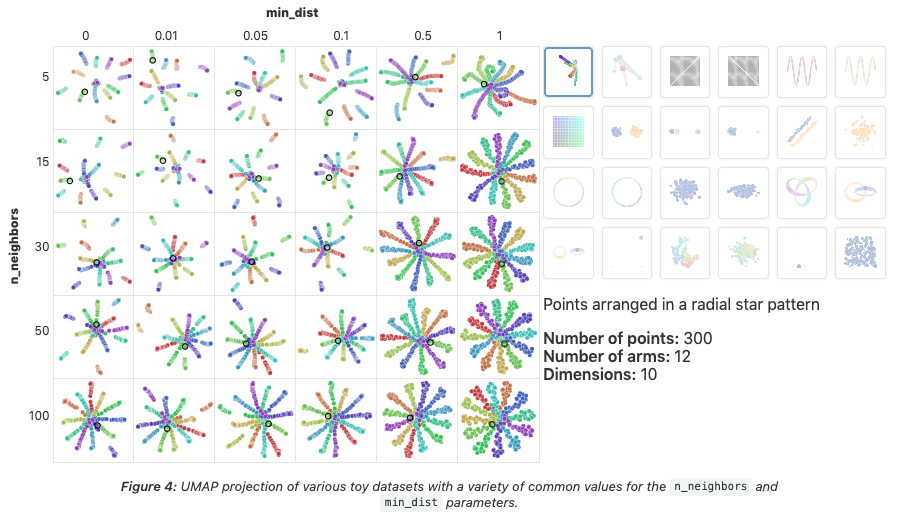 min_dist
0 0.01 0.05 0.1 0.5 1
n_neighbors
5
15
30
50
100
Points arranged in a radial star pattern
Number of points: 300
Number of arms: 12
Dimensions: 10
Figure 4: UMAP projection of various toy datasets with a variety of common values for the n_neighbors and
min_dist parameters.